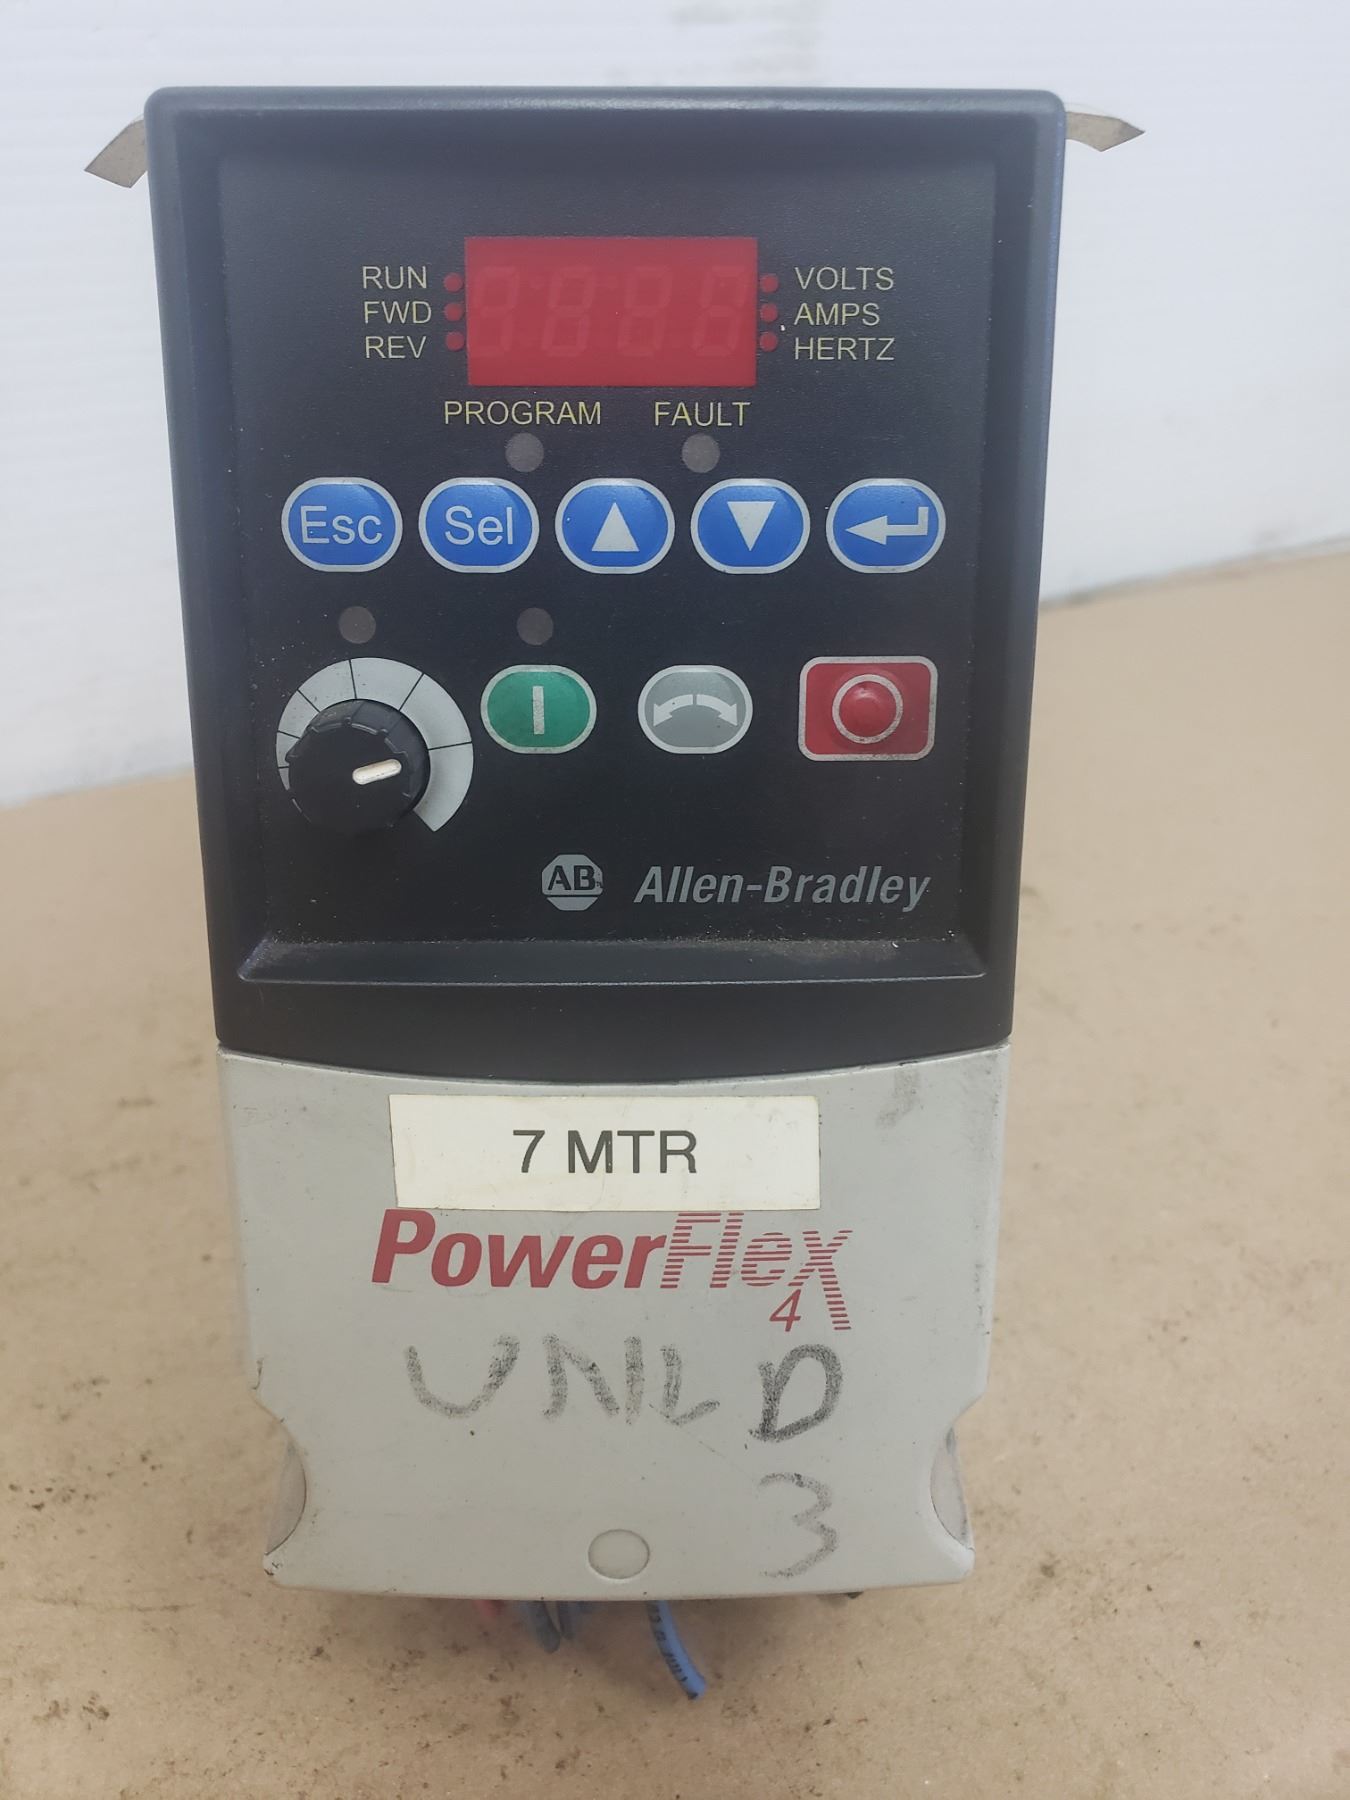 RUN
FWD
REV
VOLTS
AMPS
HERTZ
PROGRAM FAULT
Esc Sel
AB Allen-Bradley
7 MTR
PowerFlex
4
UNLD
3